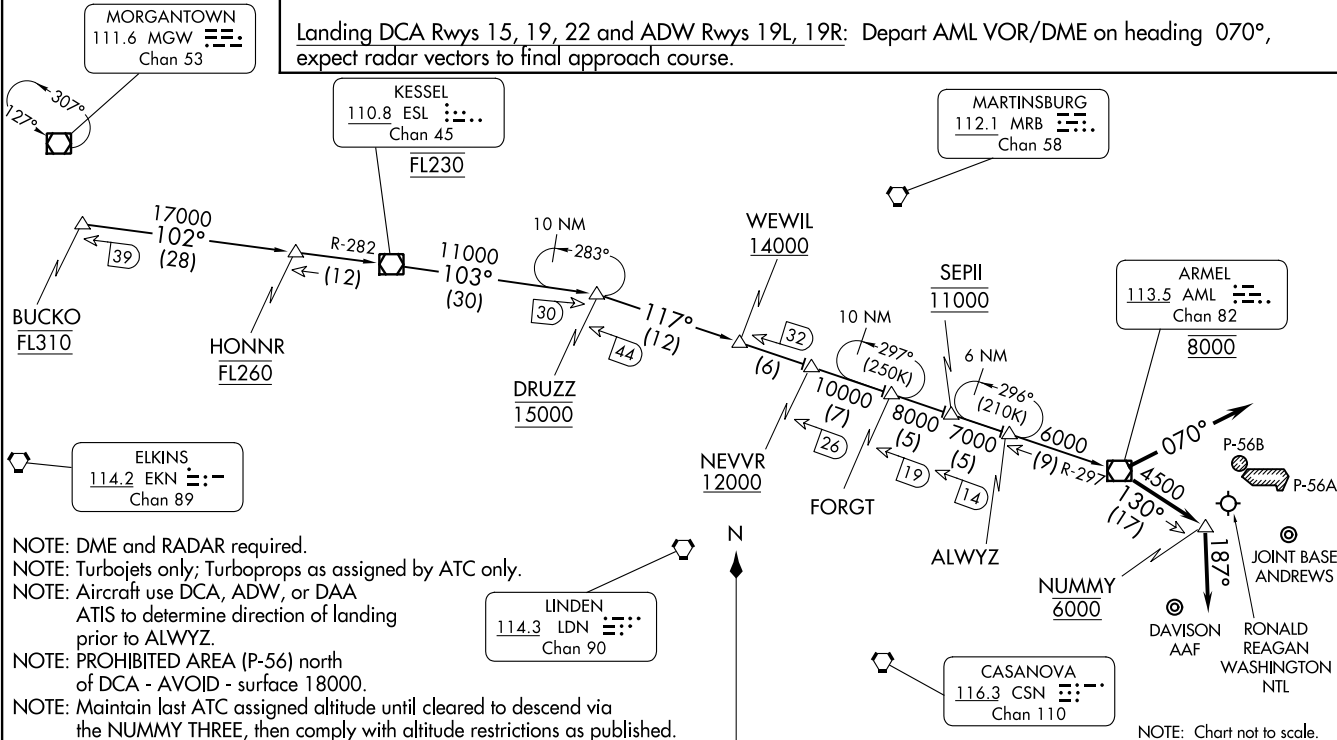 Landing DCA Rwys 15, 19, 22 and ADW Rwys 19L, 19R: Depart AML VOR/DME on heading 070°,
expect radar vectors to final approach course.
MORGANTOWN
111.6 MGW
Chan 53
307°
127°
KESSEL
110.8 ESL
Chan 45
FL230
MARTINSBURG
112.1 MRB
Chan 58
17000
102°
(28)
39
R-282
(12)
11000
103°
(30)
10 NM
283°
30
44
117°
(12)
WEWIL
14000
32
(6)
10 NM
297°
(250K)
SEPII
11000
6 NM
296°
(210K)
ARMEL
113.5 AML
Chan 82
8000
BUCKO
FL310
HONNR
FL260
DRUZZ
15000
10000
(7)
26
8000
(5)
19
7000
(5)
14
6000
(9)
R-297
070°
4500
130°
(17)
P-56B
P-56A
NEVVR
12000
FORGT
ALWYZ
NUMMY
6000
187°
JOINT BASE
ANDREWS
DAVISON
AAF
RONALD
REAGAN
WASHINGTON
NTL
ELKINS
114.2 EKN
Chan 89
LINDEN
114.3 LDN
Chan 90
N
CASANOVA
116.3 CSN
Chan 110
NOTE: DME and RADAR required.
NOTE: Turbojets only; Turboprops as assigned by ATC only.
NOTE: Aircraft use DCA, ADW, or DAA
ATIS to determine direction of landing
prior to ALWYZ.
NOTE: PROHIBITED AREA (P-56) north
of DCA - AVOID - surface 18000.
NOTE: Maintain last ATC assigned altitude until cleared to descend via
the NUMMY THREE, then comply with altitude restrictions as published.
NOTE: Chart not to scale.